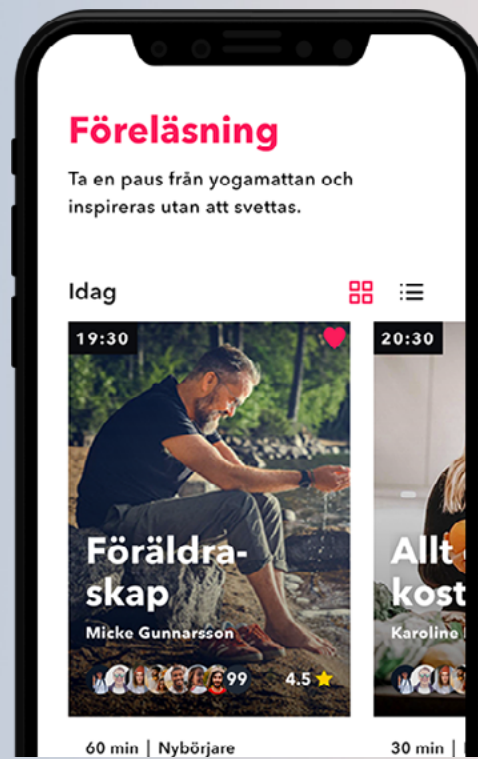 Föreläsning
Ta en paus från yogamattan och
inspireras utan att svettas.
Idag
19:30
Föräldra-
skap
Micke Gunnarsson
99
4.5
60 min | Nybörjare
20:30
Allt
kost
Karoline
30 min |